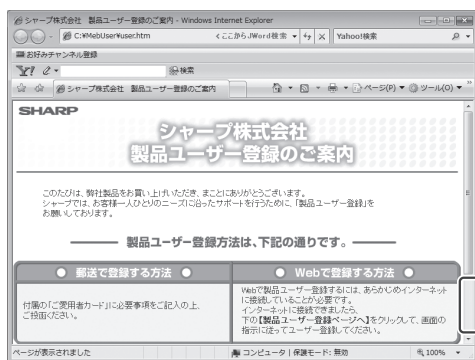 シャープ株式会社 製品ユーザー登録のご案内 - Windows Internet Explorer
C:¥MebUser¥user.htm
<ここからJWord検索
Yahoo!検索
お好みチャンネル登録
Y!
検索
シャープ株式会社 製品ユーザー登録のご案内
ページ(P) ツール(O) »
SHARP
シャープ株式会社
製品ユーザー登録のご案内
このたびは、弊社製品をお買い上げいただき、まことにありがとうございます。
シャープでは、お客様一人ひとりのニーズに沿ったサポートを行うために、「製品ユーザー登録」を
お願いしております。
製品ユーザー登録方法は、下記の通りです。
● 郵送で登録する方法 ●
付属の「ご愛用者カード」に必要事項をご記入の上、
ご投函ください。
● Webで登録する方法 ●
Webで製品ユーザー登録するには、あらかじめインターネット
に接続していることが必要です。
インターネットに接続できましたら、
下の【製品ユーザー登録ページへ】をクリックして、画面の
指示に従ってユーザー登録してください。
ページが表示されました
コンピュータ | 保護モード: 無効
100%